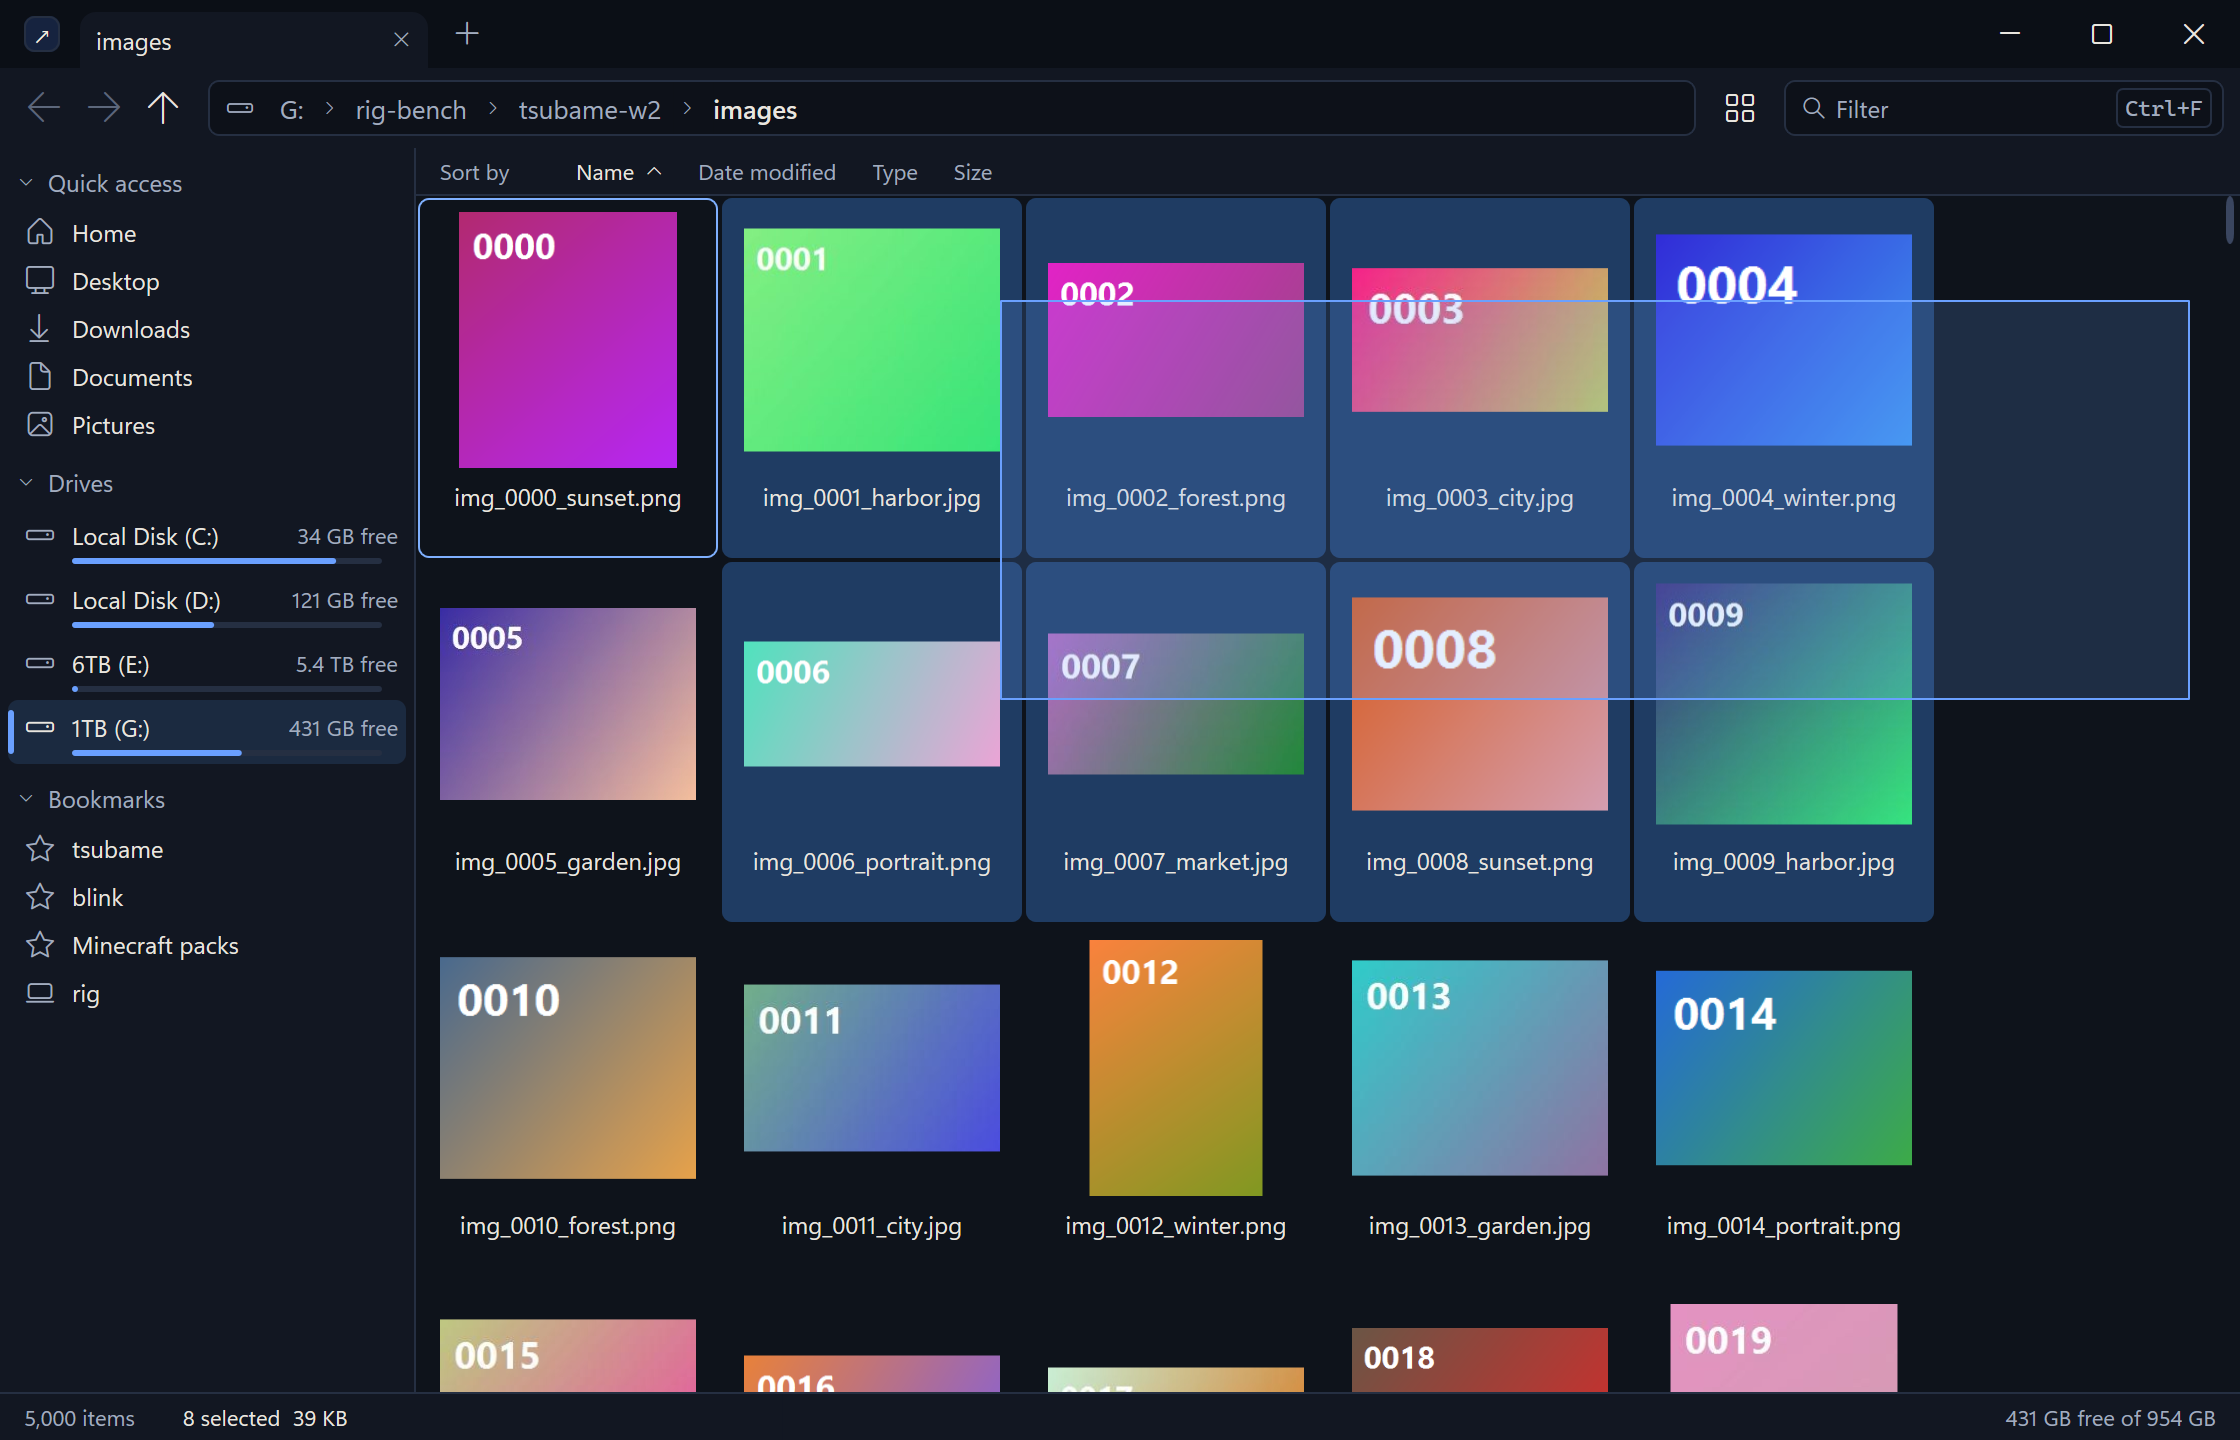 images
G: rig-bench tsubame-w2 images
Filter Ctrl+F
Quick access
Home
Desktop
Downloads
Documents
Pictures
Drives
Local Disk (C:) 34 GB free
Local Disk (D:) 121 GB free
6TB (E:) 5.4 TB free
1TB (G:) 431 GB free
Bookmarks
tsubame
blink
Minecraft packs
rig
Sort by Name Date modified Type Size
0000 0001 0002 0003 0004
img_0000_sunset.png img_0001_harbor.jpg img_0002_forest.png img_0003_city.jpg img_0004_winter.png
0005 0006 0007 0008 0009
img_0005_garden.jpg img_0006_portrait.png img_0007_market.jpg img_0008_sunset.png img_0009_harbor.jpg
0010 0011 0012 0013 0014
img_0010_forest.png img_0011_city.jpg img_0012_winter.png img_0013_garden.jpg img_0014_portrait.png
0015 0016 0017 0018 0019
5,000 items 8 selected 39 KB 431 GB free of 954 GB